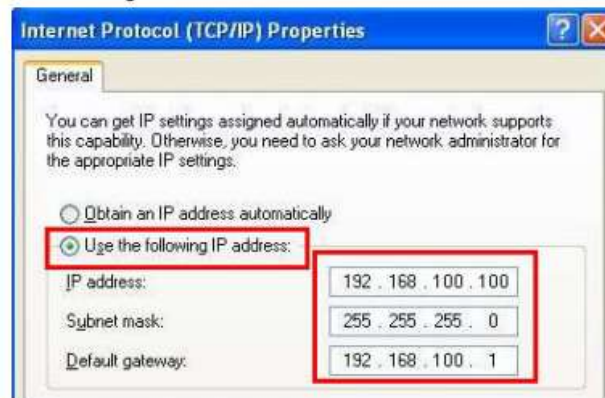 Internet Protocol (TCP/IP) Properties
General
You can get IP settings assigned automatically if your network supports
this capability. Otherwise, you need to ask your network administrator for
the appropriate IP settings.
Obtain an IP address automatically
Use the following IP address:
IP address: 192 . 168 . 100 . 100
Subnet mask: 255 . 255 . 255 . 0
Default gateway: 192 . 168 . 100 . 1